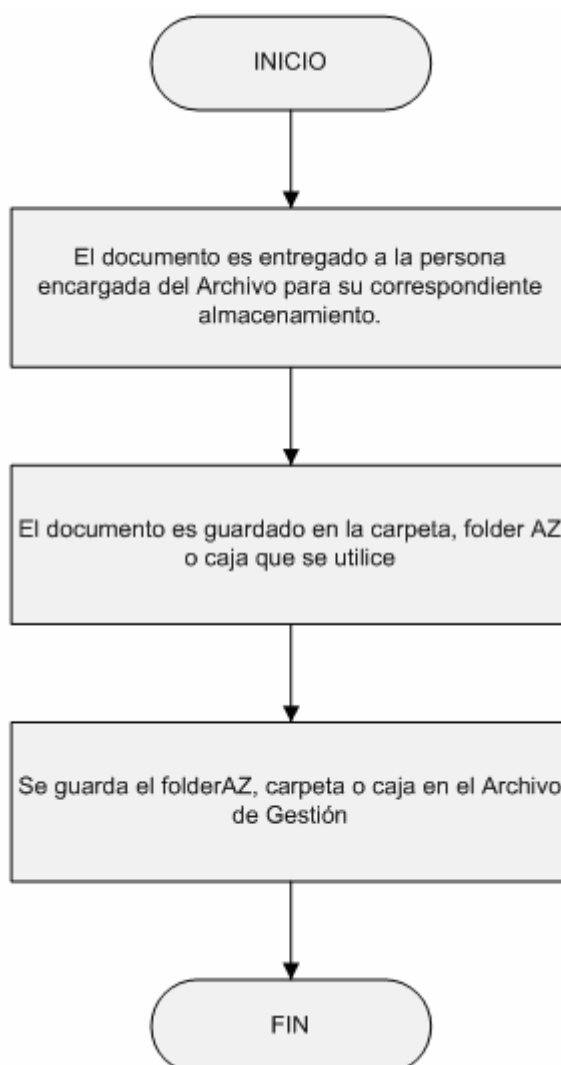 INICIO
El documento es entregado a la persona
encargada del Archivo para su correspondiente
almacenamiento.
El documento es guardado en la carpeta, folder AZ
o caja que se utilice
Se guarda el folderAZ, carpeta o caja en el Archivo
de Gestión
FIN